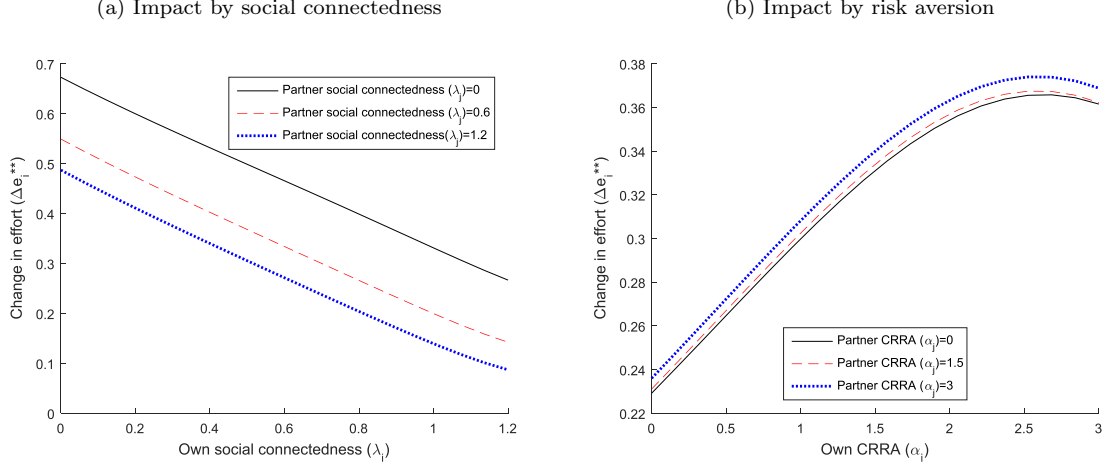 (a) Impact by social connectedness
0.7
0.6
0.5
0.4
0.3
0.2
0.1
0
Change in effort (Δe_i**)
Partner social connectedness (λ_j)=0
Partner social connectedness (λ_j)=0.6
Partner social connectedness(λ_j)=1.2
0 0.2 0.4 0.6 0.8 1 1.2
Own social connectedness (λ_i)
(b) Impact by risk aversion
0.38
0.36
0.34
0.32
0.3
0.28
0.26
0.24
0.22
Change in effort (Δe_i**)
Partner CRRA (α_j)=0
Partner CRRA (α_j)=1.5
Partner CRRA (α_j)=3
0 0.5 1 1.5 2 2.5 3
Own CRRA (α_i)